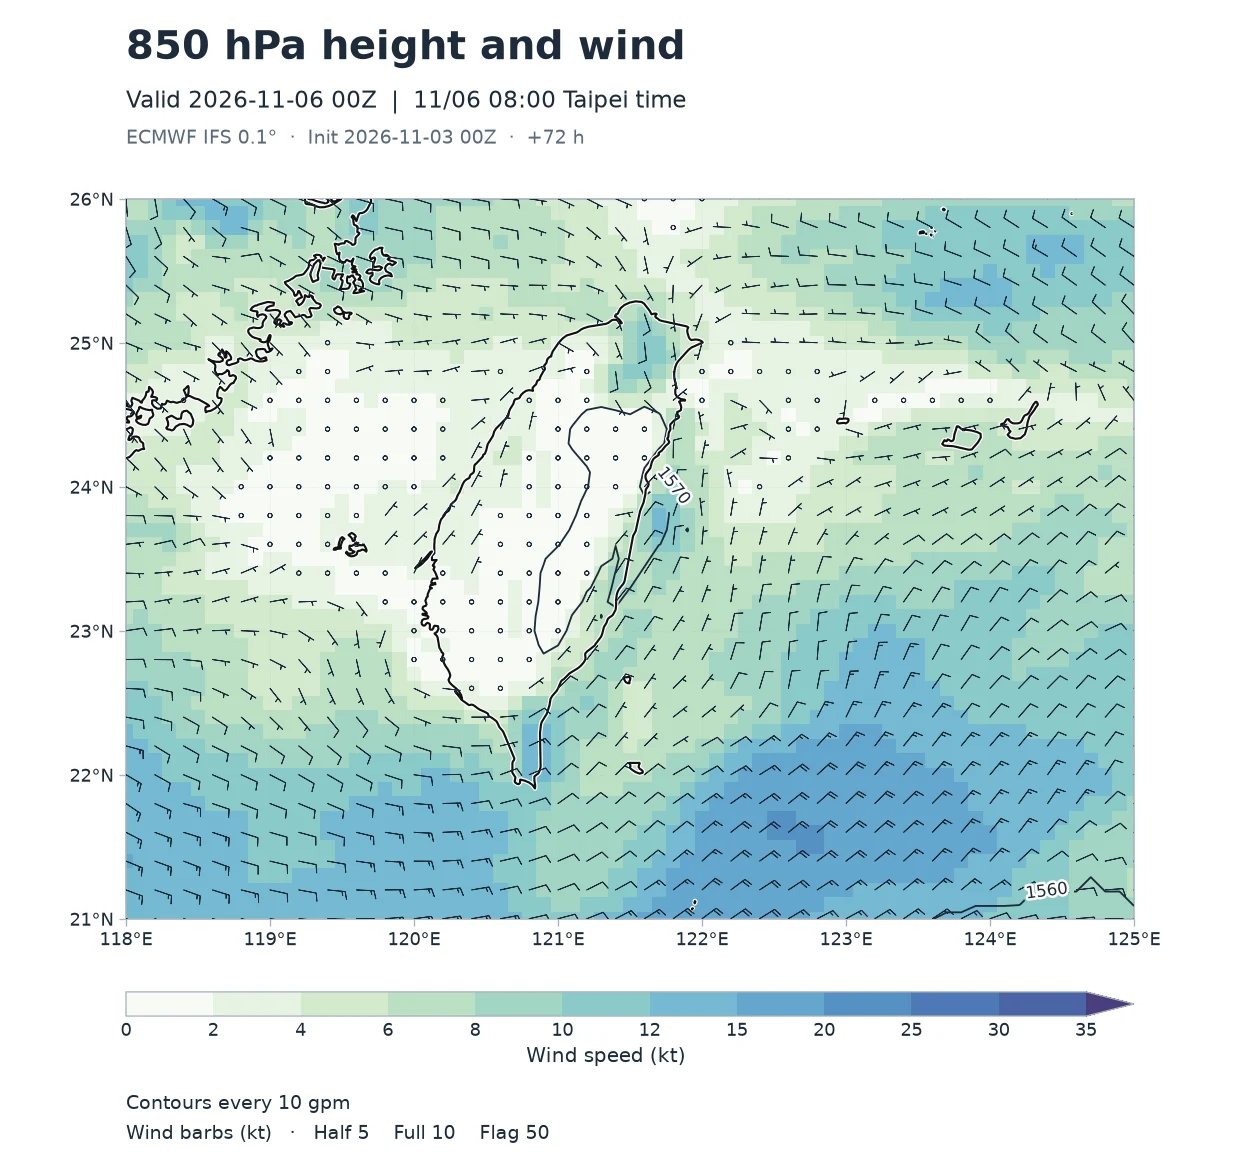 850 hPa height and wind
Valid 2026-11-06 00Z | 11/06 08:00 Taipei time
ECMWF IFS 0.1° · Init 2026-11-03 00Z · +72 h
26°N
25°N
24°N
23°N
22°N
21°N
1570
1560
118°E 119°E 120°E 121°E 122°E 123°E 124°E 125°E
0 2 4 6 8 10 12 15 20 25 30 35
Wind speed (kt)
Contours every 10 gpm
Wind barbs (kt) · Half 5 Full 10 Flag 50